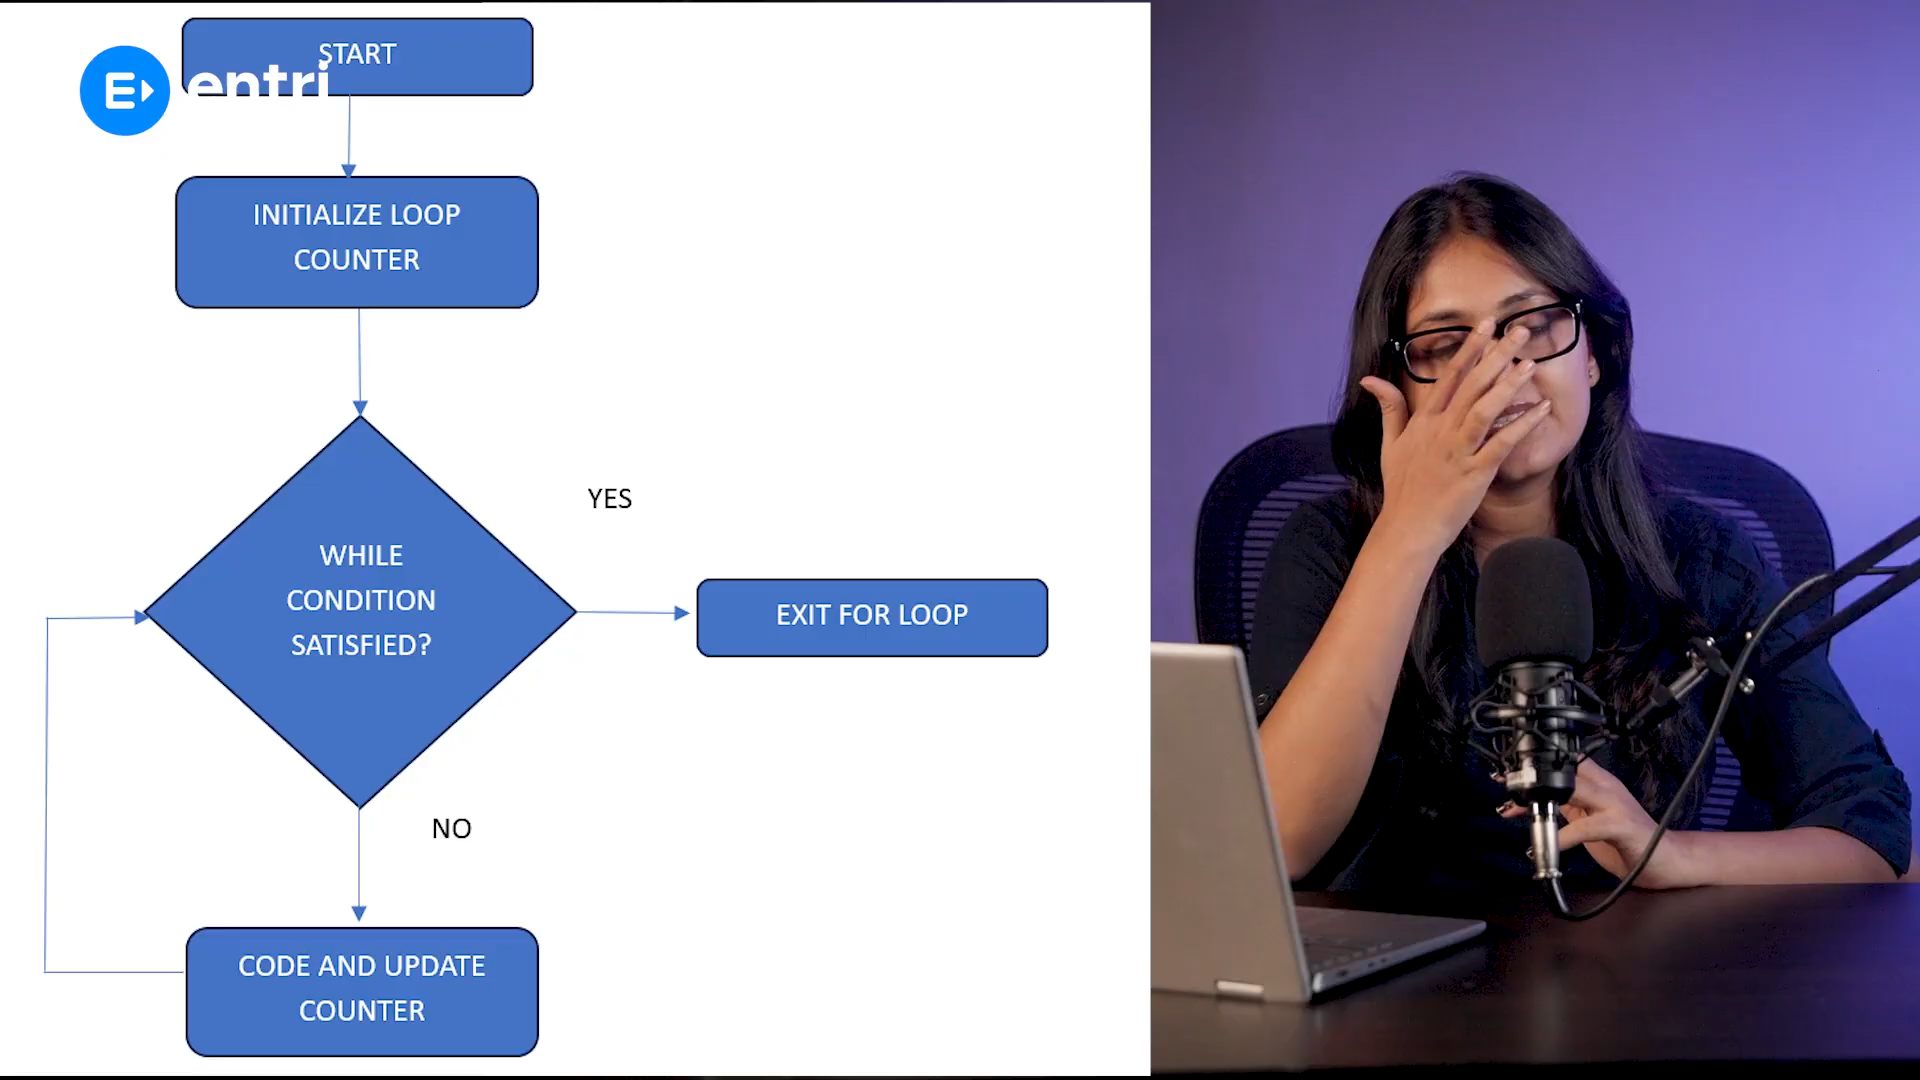 START
entri
INITIALIZE LOOP
COUNTER
YES
WHILE
CONDITION
SATISFIED?
EXIT FOR LOOP
NO
CODE AND UPDATE
COUNTER